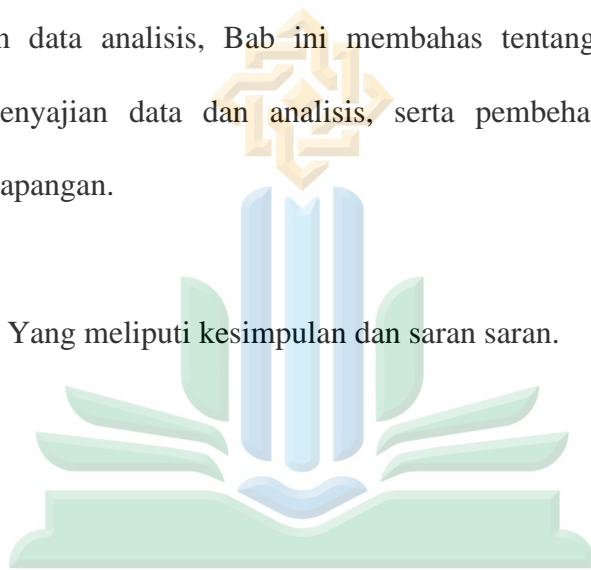 data analisis, Bab ini membahas tentang
enyajian data dan analisis, serta pembeha
apangan.
Yang meliputi kesimpulan dan saran saran.